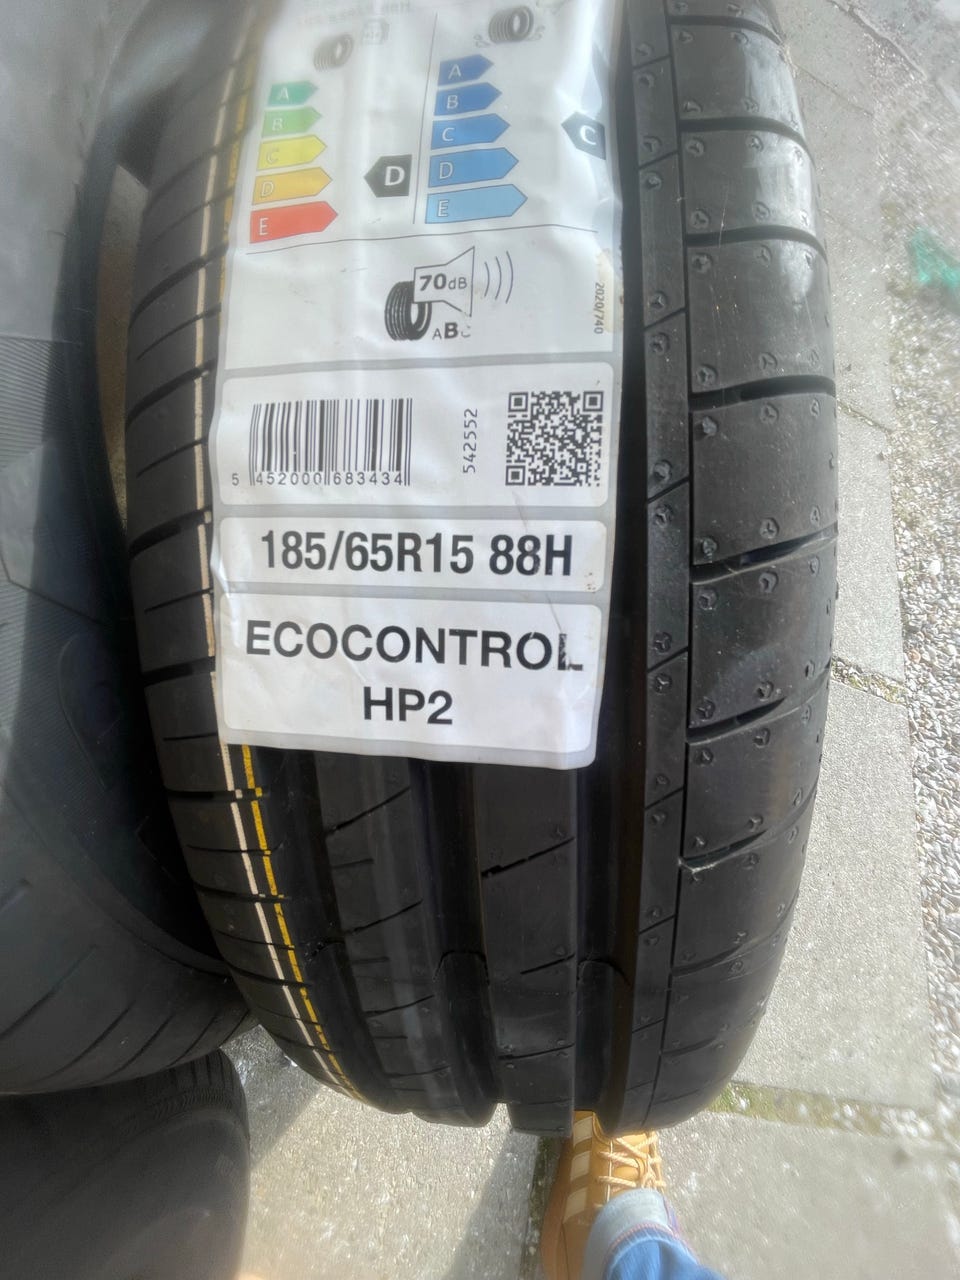 A
B
C
D
E
D
A
B
C
D
E
C
70dB
ABC
2020/740
5 452000 683434
542552
185/65R15 88H
ECOCONTROL
HP2